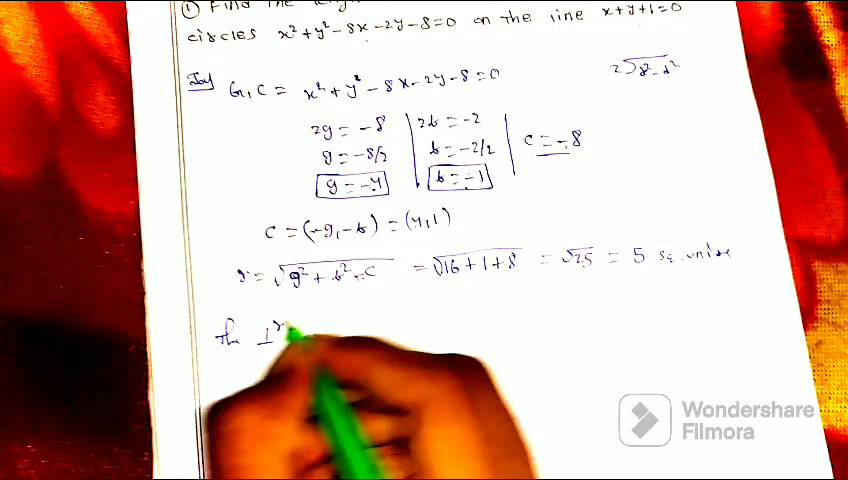 ① Find the leng
circles x²+y²-8x-2y-8=0 on the line x+y+1=0
Sol G, C = x²+y²-8x-2y-8=0 2√r²-d²
2g = -8 2f = -2 c = -8
g = -8/2 f = -2/2
g = -4 f = -1
C = (-g,-f) = (4,1)
r = √g²+f²-c = √16+1+8 = √25 = 5 sq.units
The ⊥r
Wondershare
Filmora